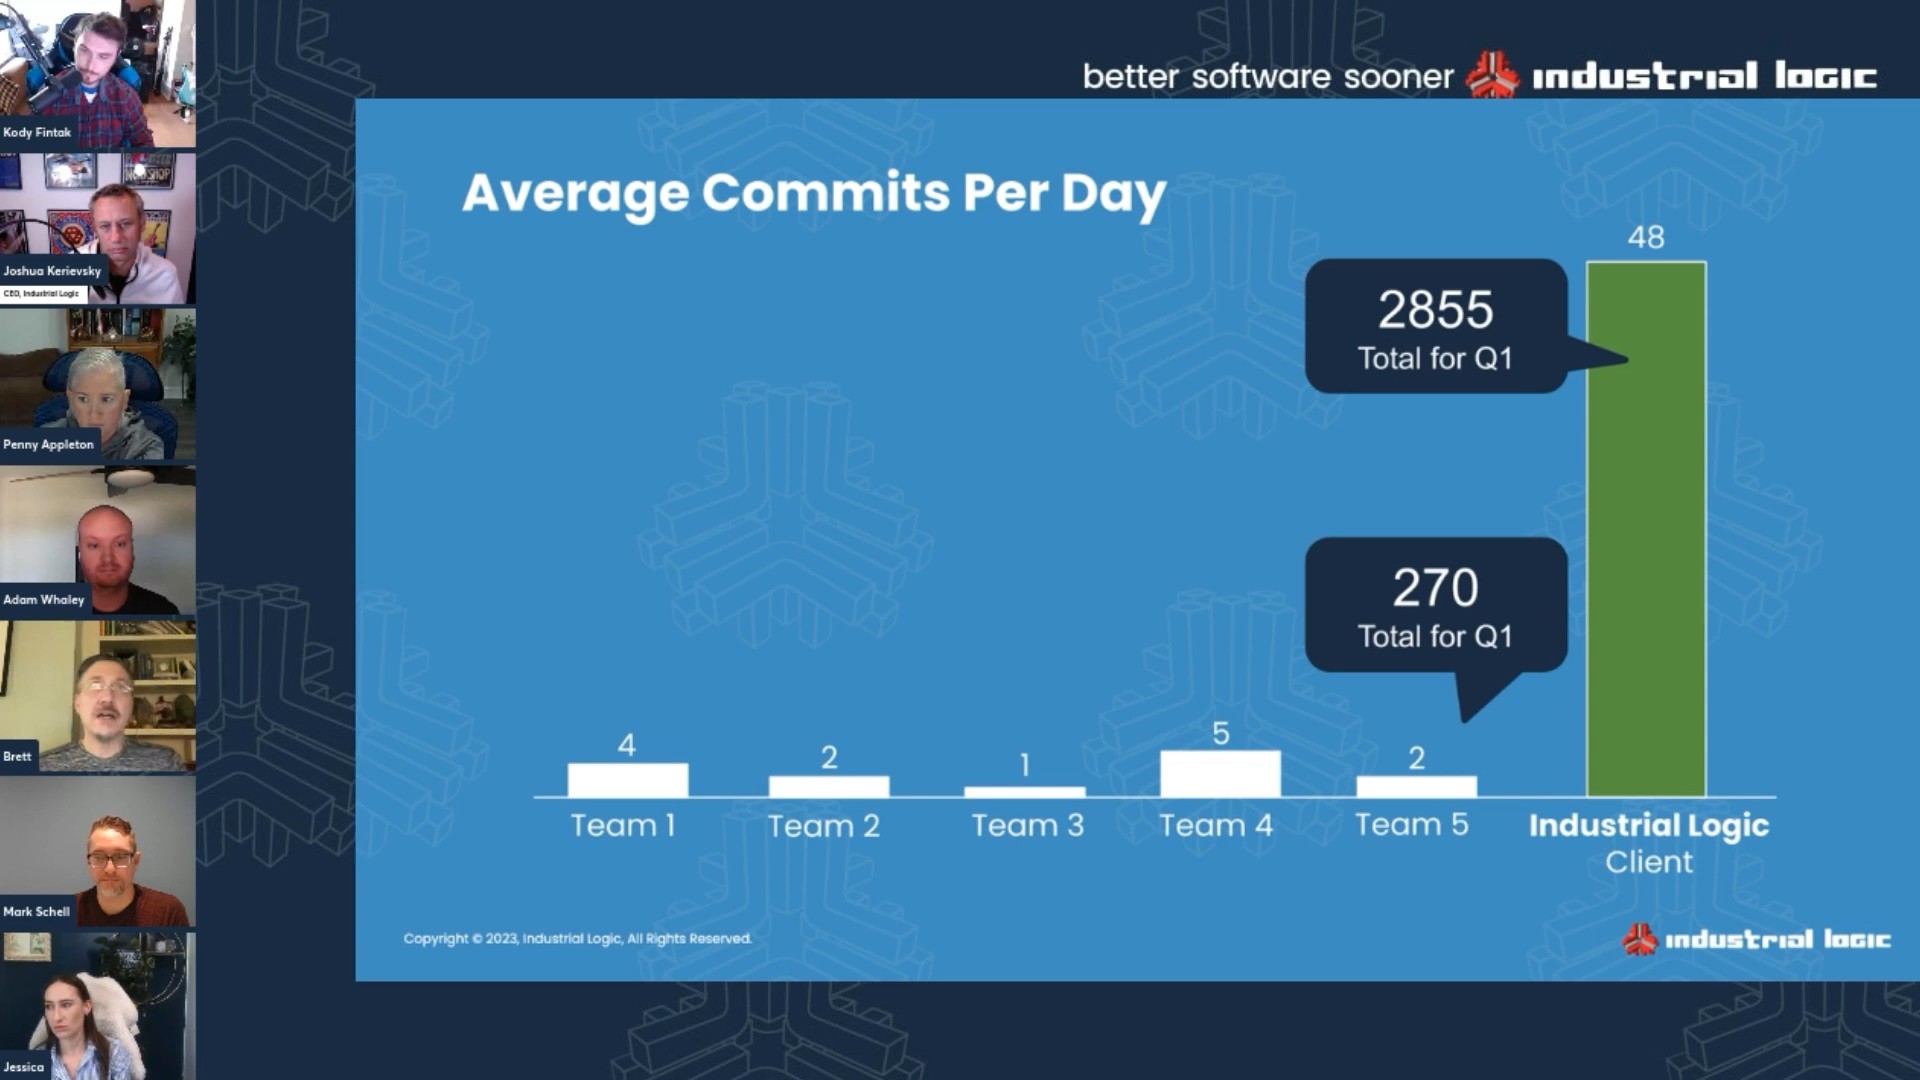 better software sooner industrial logic
Average Commits Per Day
48
2855
Total for Q1
270
Total for Q1
4
2
1
5
2
Team 1
Team 2
Team 3
Team 4
Team 5
Industrial Logic
Client
Copyright © 2023, Industrial Logic, All Rights Reserved.
industrial logic
Kody Fintak
Joshua Kerievsky
CEO, Industrial Logic
Penny Appleton
Adam Whaley
Brett
Mark Schell
Jessica